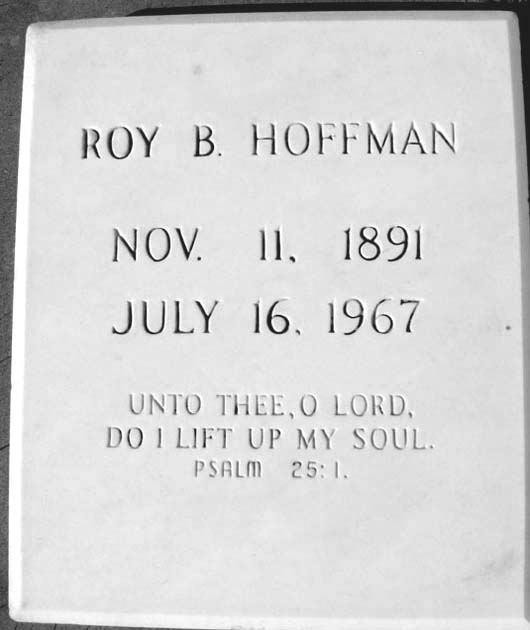 ROY B. HOFFMAN
NOV. 11, 1891
JULY 16, 1967
UNTO THEE, O LORD,
DO I LIFT UP MY SOUL.
PSALM 25:1.